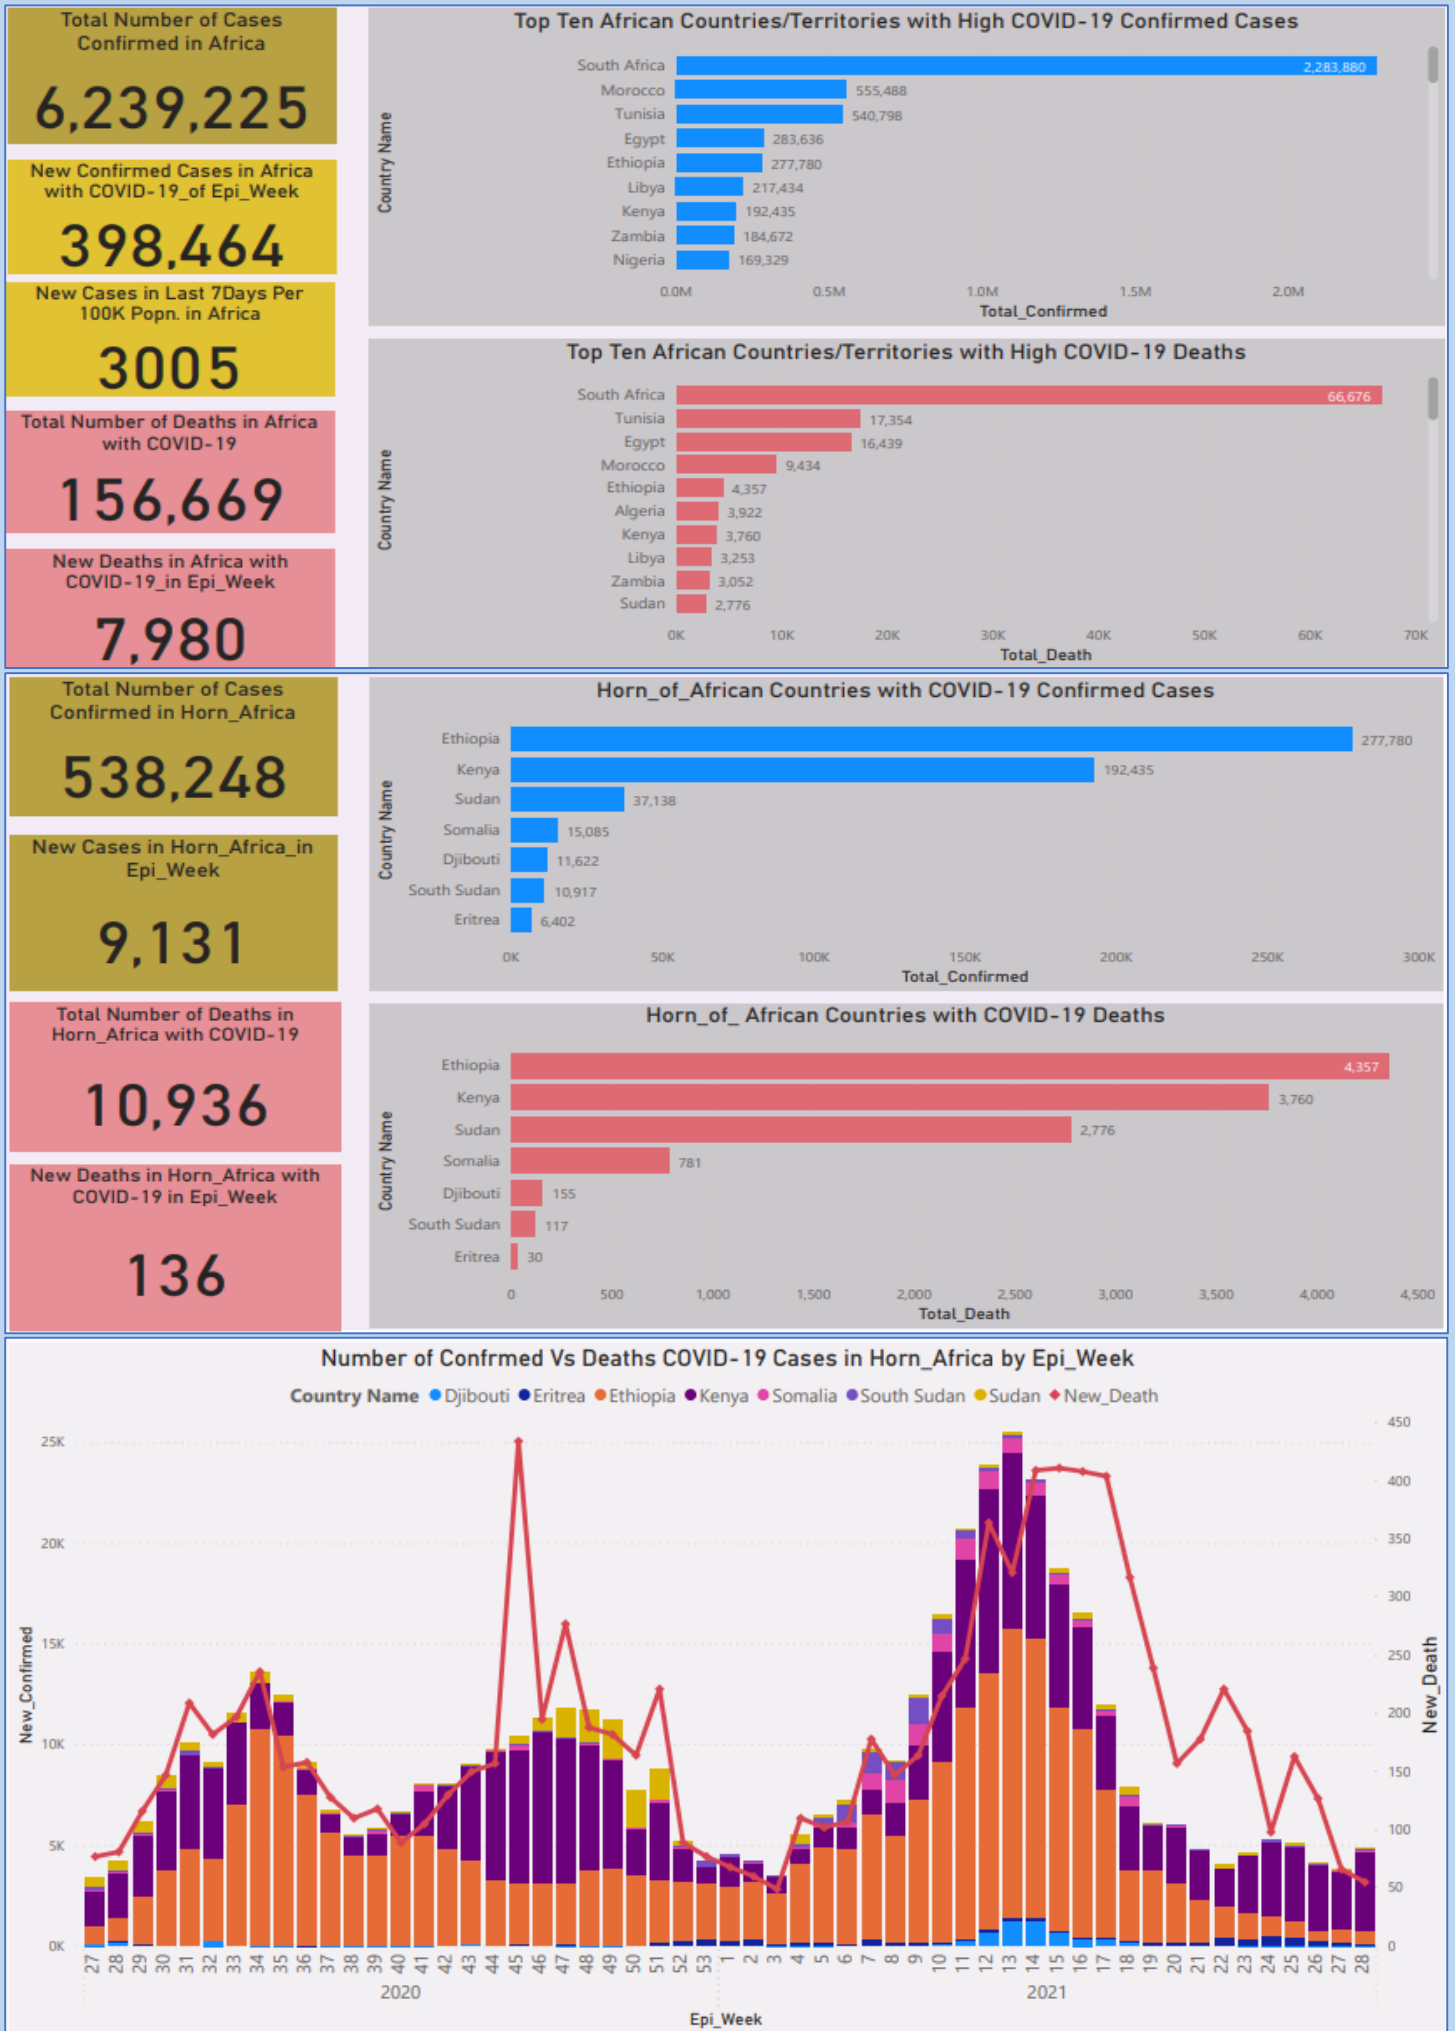 Total Number of Cases
Confirmed in Africa
6,239,225
New Confirmed Cases in Africa
with COVID-19_of Epi_Week
398,464
New Cases in Last 7Days Per
100K Popn. in Africa
3005
Total Number of Deaths in Africa
with COVID-19
156,669
New Deaths in Africa with
COVID-19_in Epi_Week
7,980
Top Ten African Countries/Territories with High COVID-19 Confirmed Cases
Country Name
South Africa 2,283,880
Morocco 555,488
Tunisia 540,798
Egypt 283,636
Ethiopia 277,780
Libya 217,434
Kenya 192,435
Zambia 184,672
Nigeria 169,329
0.0M 0.5M 1.0M 1.5M 2.0M
Total_Confirmed
Top Ten African Countries/Territories with High COVID-19 Deaths
Country Name
South Africa 66,676
Tunisia 17,354
Egypt 16,439
Morocco 9,434
Ethiopia 4,357
Algeria 3,922
Kenya 3,760
Libya 3,253
Zambia 3,052
Sudan 2,776
0K 10K 20K 30K 40K 50K 60K 70K
Total_Death
Total Number of Cases
Confirmed in Horn_Africa
538,248
New Cases in Horn_Africa_in
Epi_Week
9,131
Total Number of Deaths in
Horn_Africa with COVID-19
10,936
New Deaths in Horn_Africa with
COVID-19 in Epi_Week
136
Horn_of_African Countries with COVID-19 Confirmed Cases
Country Name
Ethiopia 277,780
Kenya 192,435
Sudan 37,138
Somalia 15,085
Djibouti 11,622
South Sudan 10,917
Eritrea 6,402
0K 50K 100K 150K 200K 250K 300K
Total_Confirmed
Horn_of_ African Countries with COVID-19 Deaths
Country Name
Ethiopia 4,357
Kenya 3,760
Sudan 2,776
Somalia 781
Djibouti 155
South Sudan 117
Eritrea 30
0 500 1,000 1,500 2,000 2,500 3,000 3,500 4,000 4,500
Total_Death
Number of Confrmed Vs Deaths COVID-19 Cases in Horn_Africa by Epi_Week
Country Name Djibouti Eritrea Ethiopia Kenya Somalia South Sudan Sudan New_Death
New_Confirmed
25K
20K
15K
10K
5K
0K
450
400
350
300
250
200
150
100
50
0
New_Death
27 28 29 30 31 32 33 34 35 36 37 38 39 40 41 42 43 44 45 46 47 48 49 50 51 52 53 1 2 3 4 5 6 7 8 9 10 11 12 13 14 15 16 17 18 19 20 21 22 23 24 25 26 27 28
2020 2021
Epi_Week